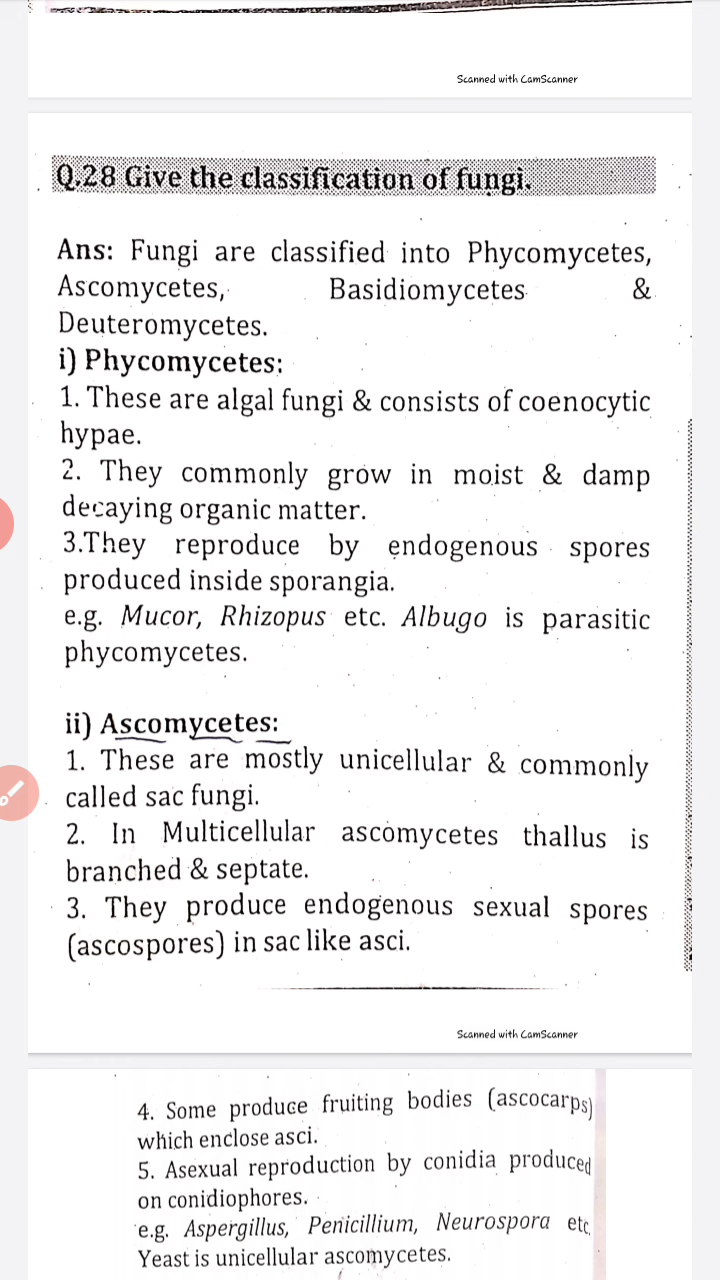 Scanned with CamScanner
Q.28 Give the classification of fungi.
Ans: Fungi are classified into Phycomycetes,
Ascomycetes, Basidiomycetes &
Deuteromycetes.
i) Phycomycetes:
1. These are algal fungi & consists of coenocytic
hypae.
2. They commonly grow in moist & damp
decaying organic matter.
3.They reproduce by endogenous spores
produced inside sporangia.
e.g. Mucor, Rhizopus etc. Albugo is parasitic
phycomycetes.
ii) Ascomycetes:
1. These are mostly unicellular & commonly
called sac fungi.
2. In Multicellular ascomycetes thallus is
branched & septate.
3. They produce endogenous sexual spores
(ascospores) in sac like asci.
Scanned with CamScanner
4. Some produce fruiting bodies (ascocarps)
which enclose asci.
5. Asexual reproduction by conidia produced
on conidiophores.
e.g. Aspergillus, Penicillium, Neurospora etc
Yeast is unicellular ascomycetes.